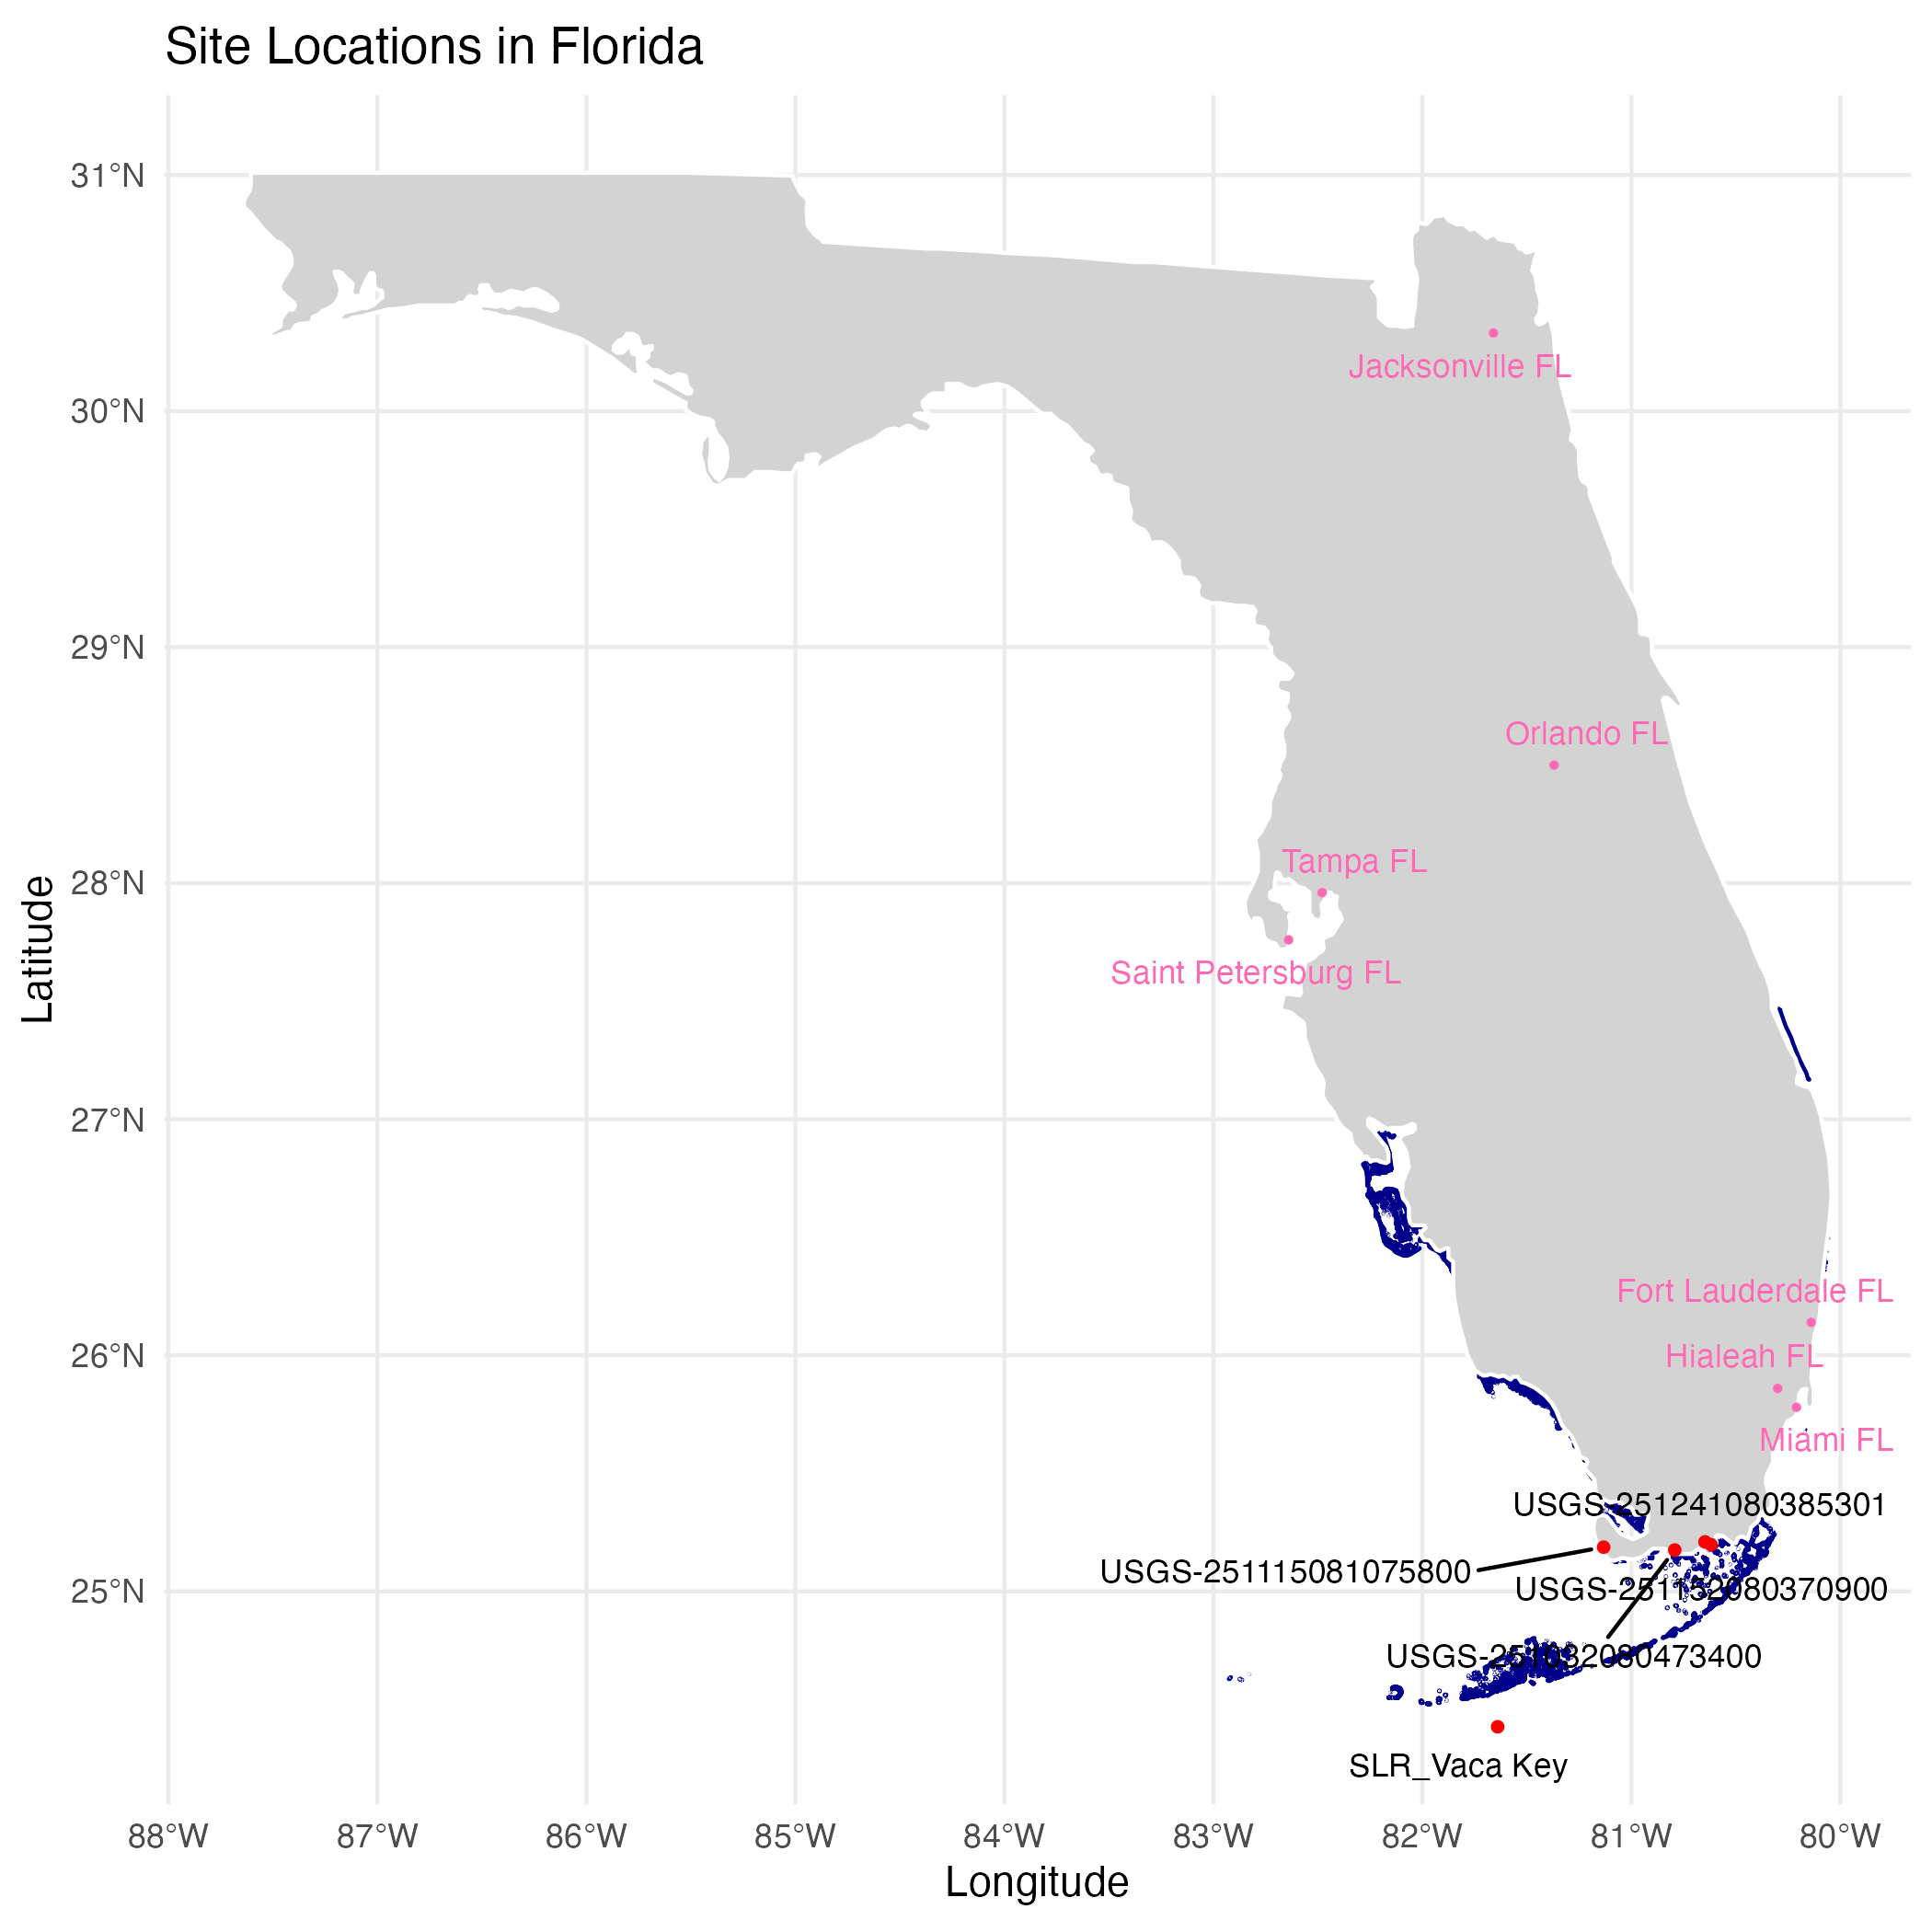 Site Locations in Florida
31°N
30°N
29°N
28°N
27°N
26°N
25°N
Latitude
Jacksonville FL
Orlando FL
Tampa FL
Saint Petersburg FL
Fort Lauderdale FL
Hialeah FL
Miami FL
USGS-251241080385301
USGS-251115081075800
USGS-251152080370900
USGS-251032080473400
SLR_Vaca Key
88°W 87°W 86°W 85°W 84°W 83°W 82°W 81°W 80°W
Longitude